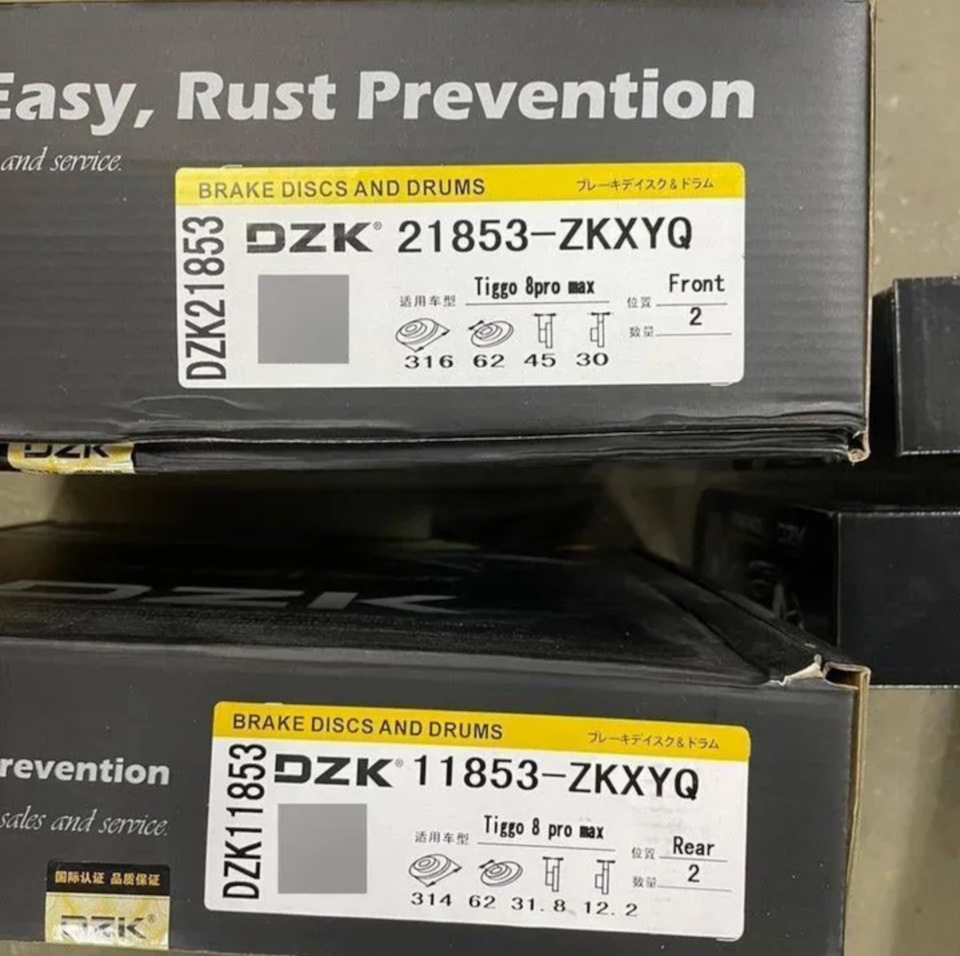 Easy, Rust Prevention
and service.
BRAKE DISCS AND DRUMS ブレーキディスク&ドラム
DZK21853
DZK® 21853-ZKXYQ
适用车型 Tiggo 8pro max 位置 Front
数量 2
316 62 45 30
DZK
DZK
revention
sales and service.
BRAKE DISCS AND DRUMS ブレーキディスク&ドラム
DZK11853
DZK® 11853-ZKXYQ
适用车型 Tiggo 8 pro max 位置 Rear
数量 2
314 62 31.8 12.2
国际认证 品质保证
DZK®